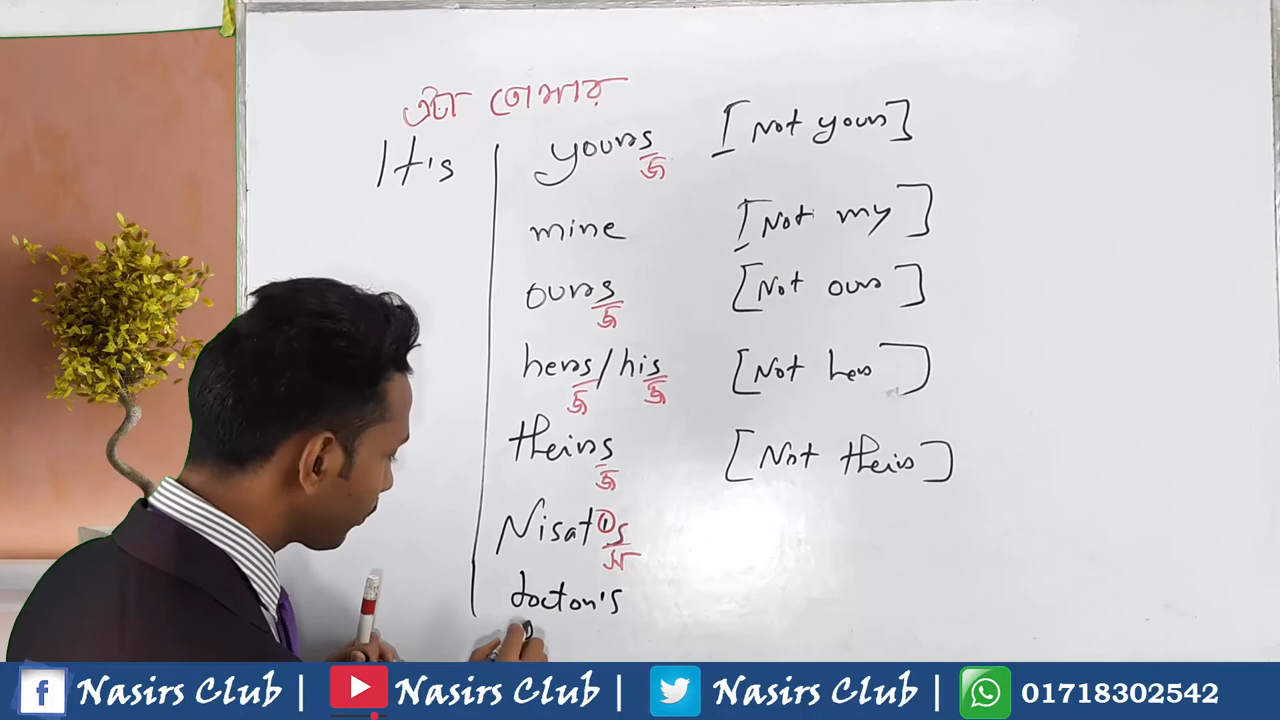 এটা তোমার
It's yours [Not your]
জ
mine [Not my]
ours [Not our]
জ
hers/his [Not her]
জ জ
theirs [Not their]
জ
Nisat's
স
doctor's
Nasirs Club | Nasirs Club | Nasirs Club | 01718302542